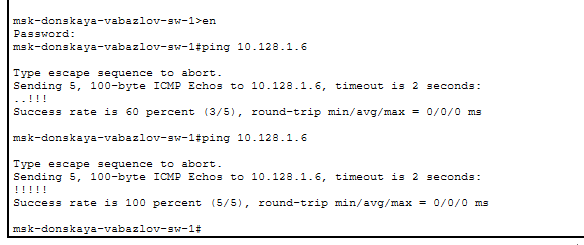 msk-donskaya-vabazlov-sw-1>en
Password:
msk-donskaya-vabazlov-sw-1#ping 10.128.1.6
Type escape sequence to abort.
Sending 5, 100-byte ICMP Echos to 10.128.1.6, timeout is 2 seconds:
..!!!
Success rate is 60 percent (3/5), round-trip min/avg/max = 0/0/0 ms
msk-donskaya-vabazlov-sw-1#ping 10.128.1.6
Type escape sequence to abort.
Sending 5, 100-byte ICMP Echos to 10.128.1.6, timeout is 2 seconds:
!!!!!
Success rate is 100 percent (5/5), round-trip min/avg/max = 0/0/0 ms
msk-donskaya-vabazlov-sw-1#